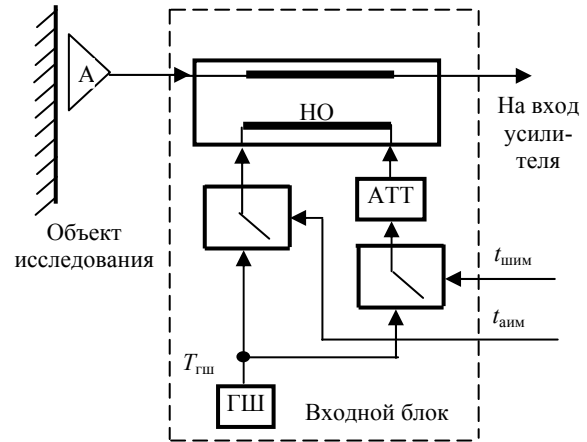 А
НО
На вход
усили-
теля
АТТ
Объект
исследования
tшим
tаим
Tгш
ГШ
Входной блок